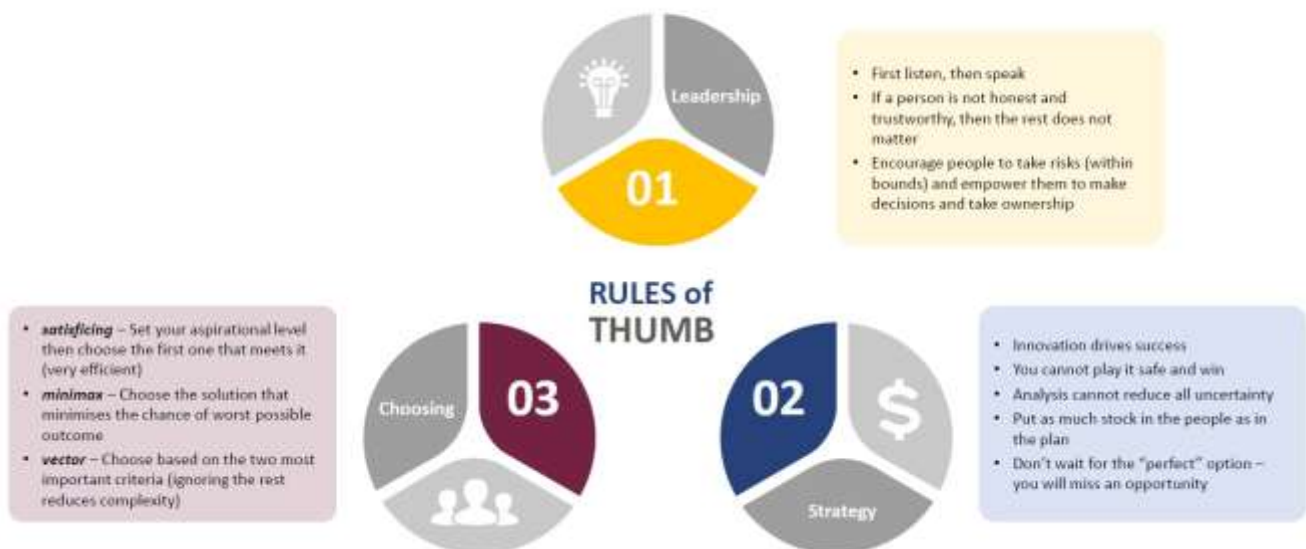 Leadership
01
• First listen, then speak
• If a person is not honest and
trustworthy, then the rest does not
matter
• Encourage people to take risks (within
bounds) and empower them to make
decisions and take ownership
RULES of
THUMB
• satisficing – Set your aspirational level
then choose the first one that meets it
(very efficient)
• minimax – Choose the solution that
minimises the chance of worst possible
outcome
• vector – Choose based on the two most
important criteria (ignoring the rest
reduces complexity)
Choosing
03
02
$
Strategy
• Innovation drives success
• You cannot play it safe and win
• Analysis cannot reduce all uncertainty
• Put as much stock in the people as in
the plan
• Don't wait for the “perfect” option –
you will miss an opportunity